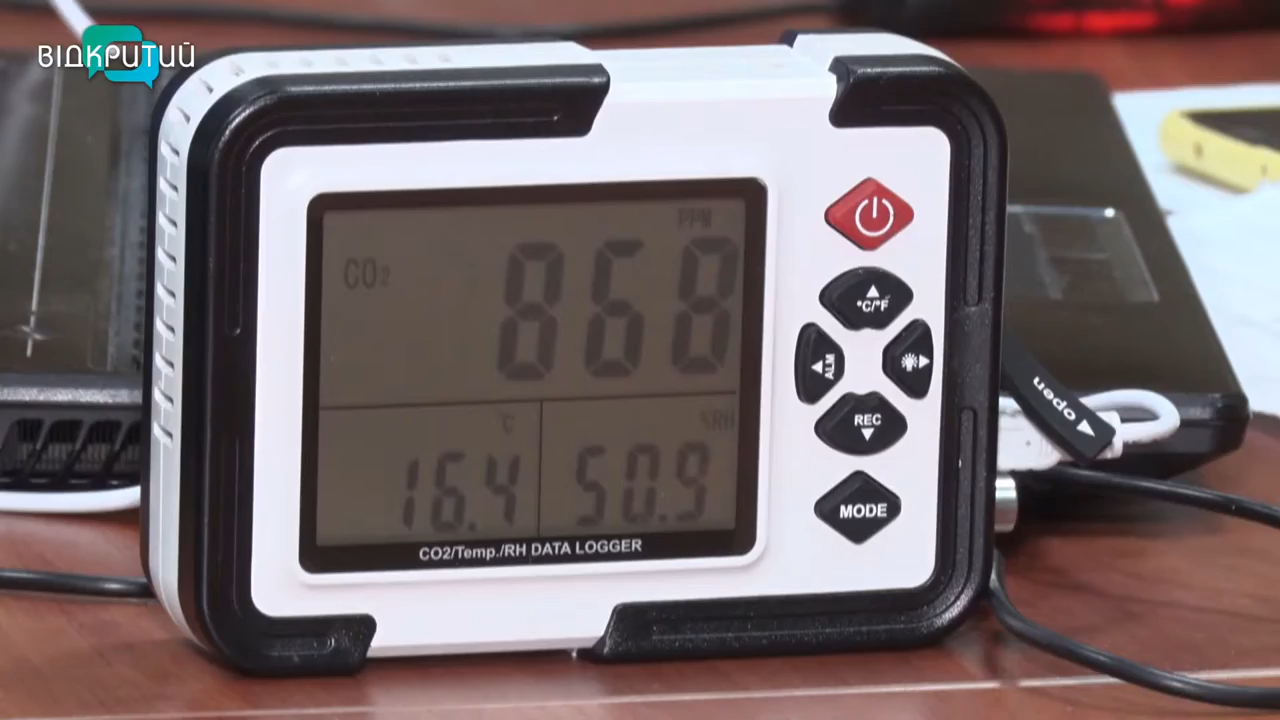 ВІДКРИТИЙ
PPM
CO2 868
°C %RH
16.4 50.9
CO2/Temp./RH DATA LOGGER
°C/°F
ALM
REC
MODE
open